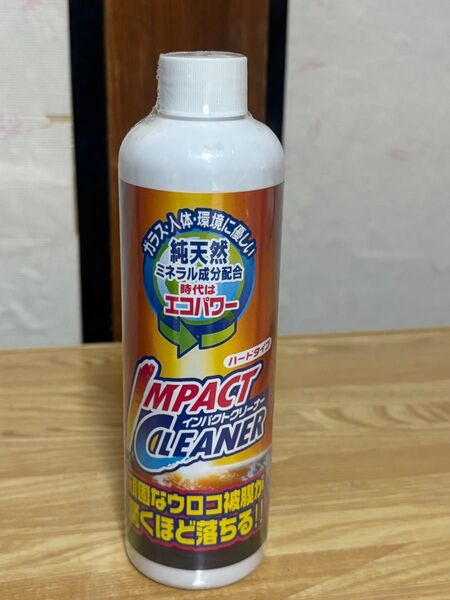 ガラス・人体・環境に優しい
純天然
ミネラル成分配合
時代は
エコパワー
ハードタイプ
IMPACT
インパクトクリーナー
CLEANER
頑固なウロコ被膜が
驚くほど落ちる!!